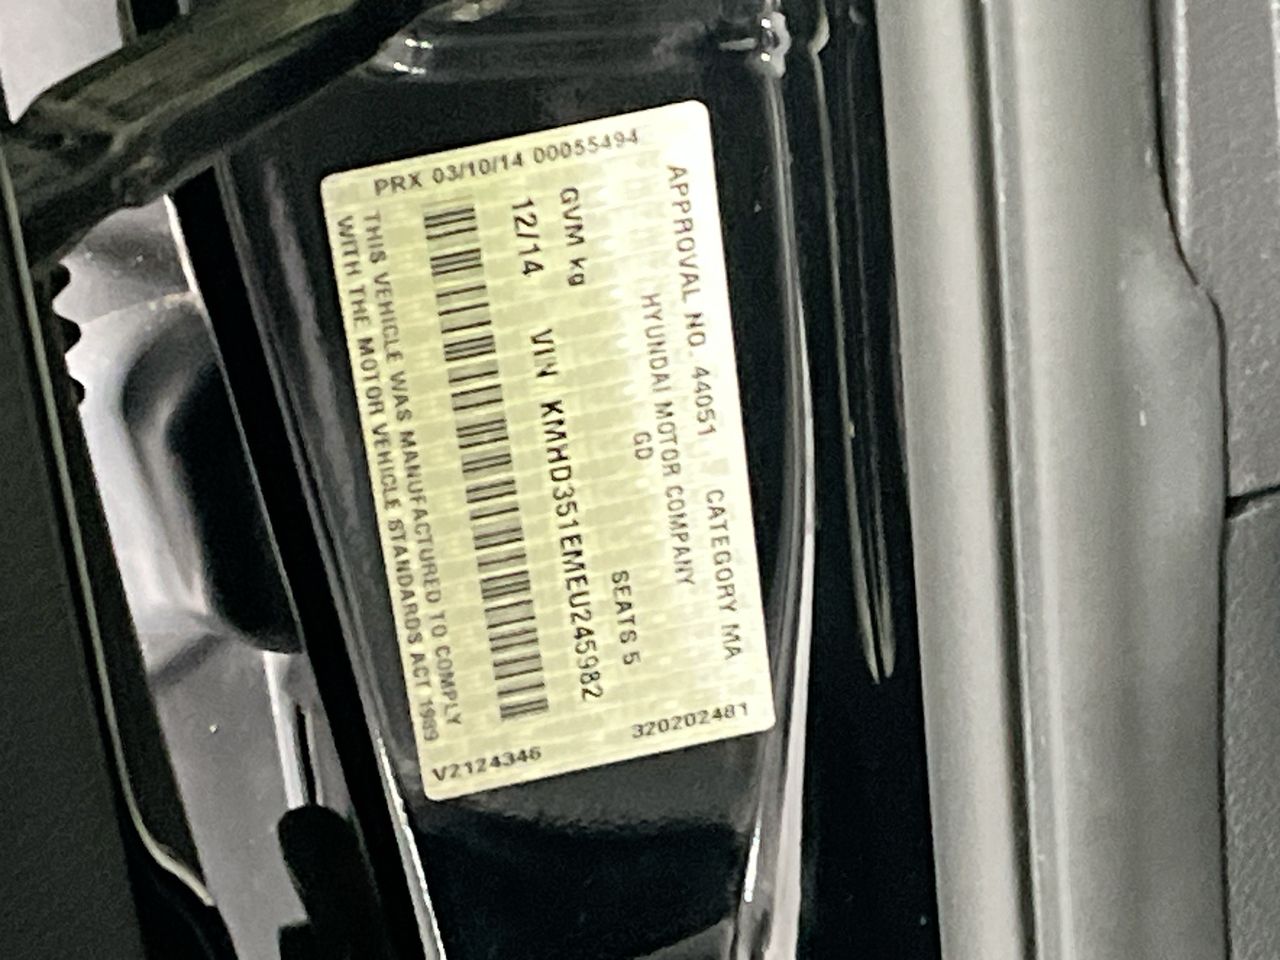 APPROVAL NO. 44051 CATEGORY MA
HYUNDAI MOTOR COMPANY
GD
GVM kg SEATS 5
12/14 VIN KMHD351EMEU245982
THIS VEHICLE WAS MANUFACTURED TO COMPLY
WITH THE MOTOR VEHICLE STANDARDS ACT 1989
PRX 03/10/14 00055494
V2124346 320202481